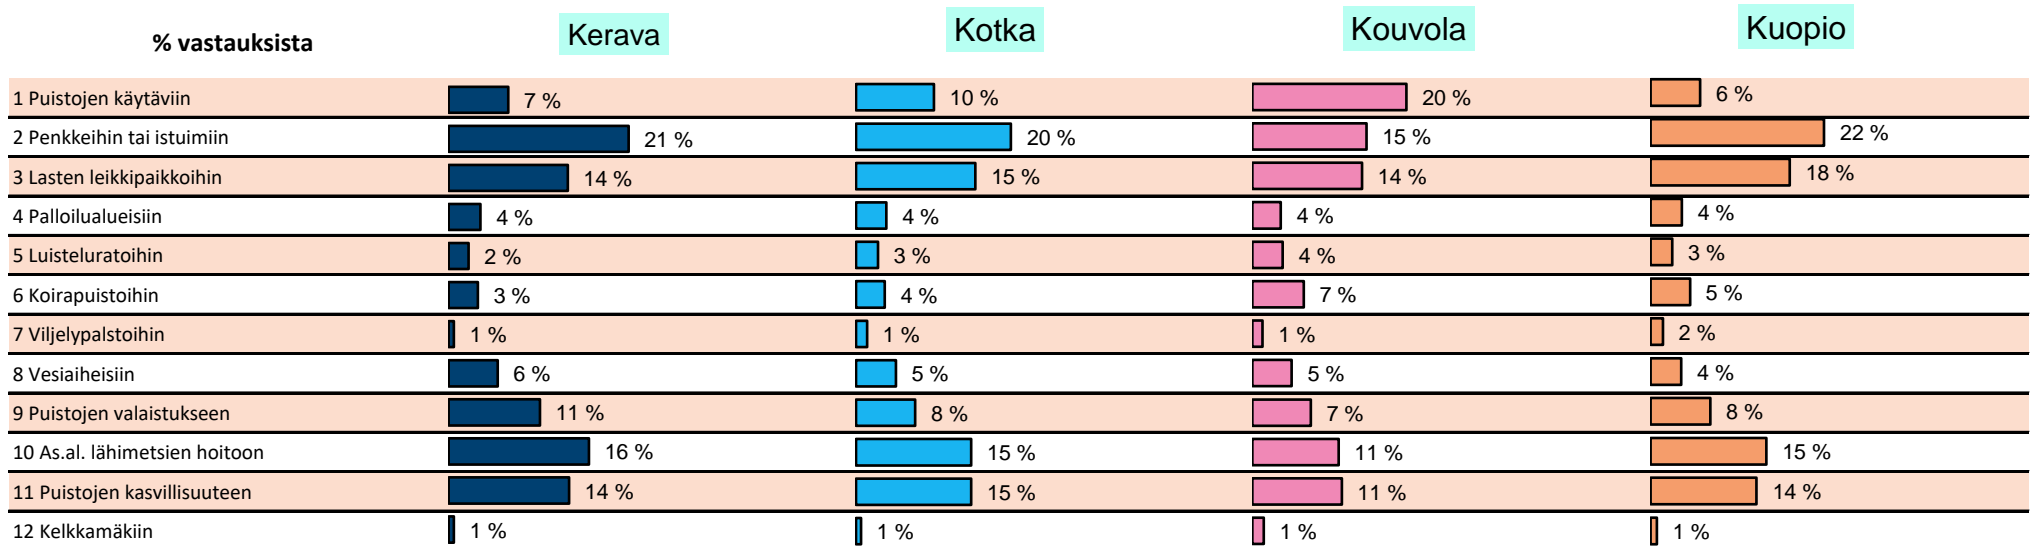 % vastauksista Kerava Kotka Kouvola Kuopio
1 Puistojen käytäviin 7 % 10 % 20 % 6 %
2 Penkkeihin tai istuimiin 21 % 20 % 15 % 22 %
3 Lasten leikkipaikkoihin 14 % 15 % 14 % 18 %
4 Palloilualueisiin 4 % 4 % 4 % 4 %
5 Luisteluratoihin 2 % 3 % 4 % 3 %
6 Koirapuistoihin 3 % 4 % 7 % 5 %
7 Viljelypalstoihin 1 % 1 % 1 % 2 %
8 Vesiaiheisiin 6 % 5 % 5 % 4 %
9 Puistojen valaistukseen 11 % 8 % 7 % 8 %
10 As.al. lähimetsien hoitoon 16 % 15 % 11 % 15 %
11 Puistojen kasvillisuuteen 14 % 15 % 11 % 14 %
12 Kelkkamäkiin 1 % 1 % 1 % 1 %